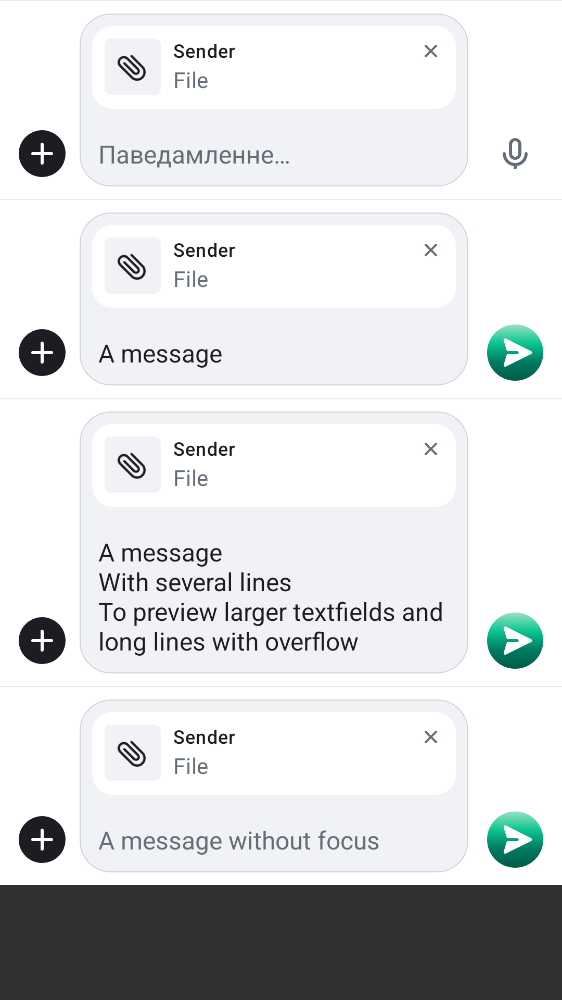 Sender
File
Паведамленне…
Sender
File
A message
Sender
File
A message
With several lines
To preview larger textfields and
long lines with overflow
Sender
File
A message without focus